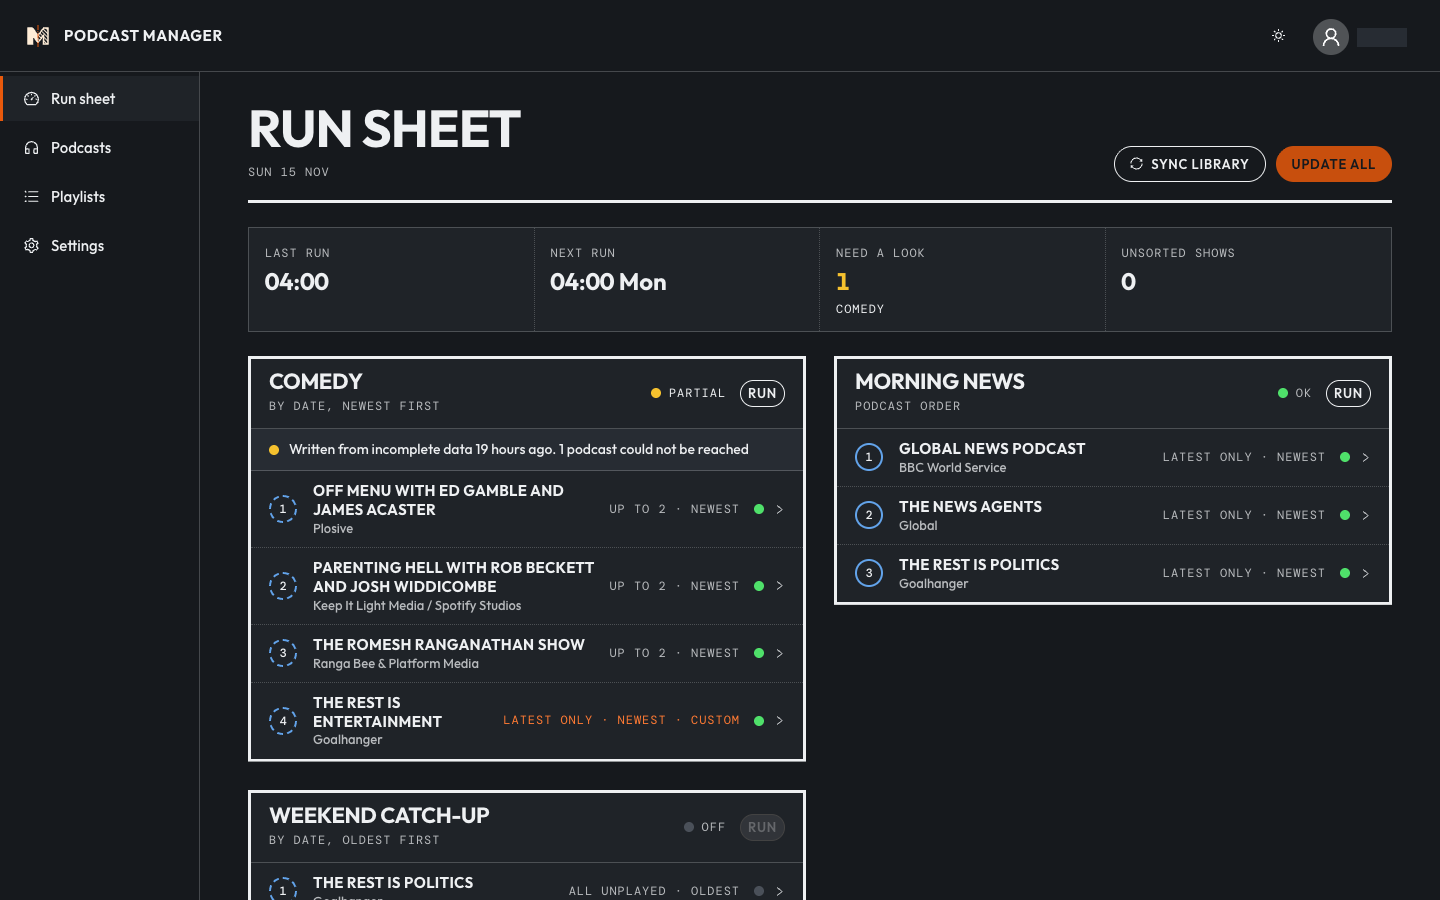 PODCAST MANAGER
Run sheet
Podcasts
Playlists
Settings
RUN SHEET
SUN 15 NOV
SYNC LIBRARY
UPDATE ALL
LAST RUN
04:00
NEXT RUN
04:00 Mon
NEED A LOOK
1
COMEDY
UNSORTED SHOWS
0
COMEDY
BY DATE, NEWEST FIRST
PARTIAL
RUN
Written from incomplete data 19 hours ago. 1 podcast could not be reached
1
OFF MENU WITH ED GAMBLE AND
JAMES ACASTER
Plosive
UP TO 2 · NEWEST
2
PARENTING HELL WITH ROB BECKETT
AND JOSH WIDDICOMBE
Keep It Light Media / Spotify Studios
UP TO 2 · NEWEST
3
THE ROMESH RANGANATHAN SHOW
Ranga Bee & Platform Media
UP TO 2 · NEWEST
4
THE REST IS
ENTERTAINMENT
Goalhanger
LATEST ONLY · NEWEST · CUSTOM
MORNING NEWS
PODCAST ORDER
OK
RUN
1
GLOBAL NEWS PODCAST
BBC World Service
LATEST ONLY · NEWEST
2
THE NEWS AGENTS
Global
LATEST ONLY · NEWEST
3
THE REST IS POLITICS
Goalhanger
LATEST ONLY · NEWEST
WEEKEND CATCH-UP
BY DATE, OLDEST FIRST
OFF
RUN
1
THE REST IS POLITICS
Goalhanger
ALL UNPLAYED · OLDEST